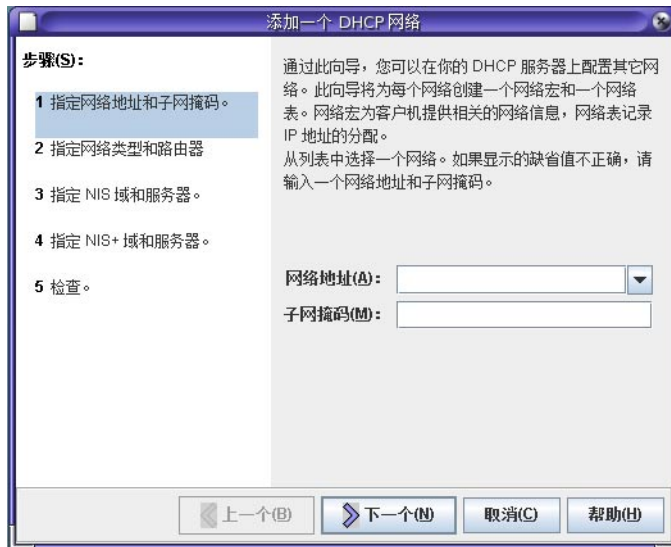 添加一个 DHCP 网络
步骤(S):
1 指定网络地址和子网掩码。
2 指定网络类型和路由器
3 指定 NIS 域和服务器。
4 指定 NIS+ 域和服务器。
5 检查。
通过此向导，您可以在你的 DHCP 服务器上配置其它网
络。此向导将为每个网络创建一个网络宏和一个网络
表。网络宏为客户机提供相关的网络信息，网络表记录
IP 地址的分配。
从列表中选择一个网络。如果显示的缺省值不正确，请
输入一个网络地址和子网掩码。
网络地址(A):
子网掩码(M):
上一个(B)
下一个(N)
取消(C)
帮助(H)